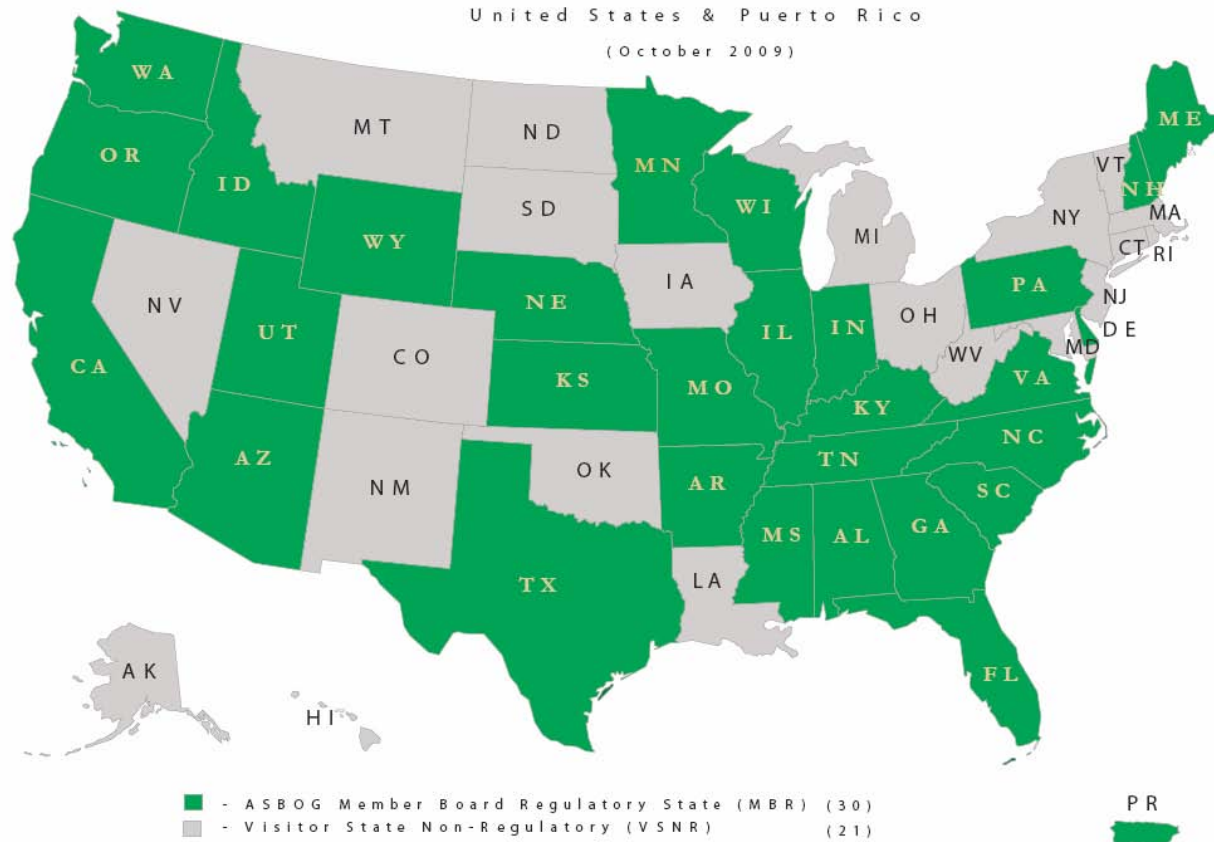 United States & Puerto Rico
(October 2009)
WA
MT
ND
MN
ME
OR
ID
VT
NH
WI
SD
NY
MA
WY
MI
CT
RI
IA
PA
NE
NV
NJ
OH
IL
IN
UT
DE
CO
MD
WV
CA
KS
MO
VA
KY
NC
AZ
TN
OK
NM
AR
SC
MS
AL
GA
LA
TX
AK
FL
HI
- ASBOG Member Board Regulatory State (MBR) (30)
PR
- Visitor State Non-Regulatory (VSNR) (21)